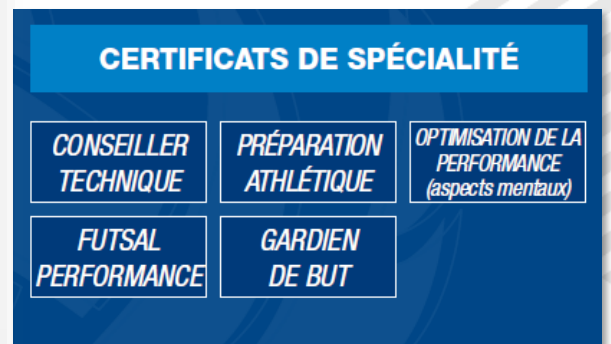 CERTIFICATS DE SPÉCIALITÉ
CONSEILLER
TECHNIQUE
PRÉPARATION
ATHLÉTIQUE
OPTIMISATION DE LA
PERFORMANCE
(aspects mentaux)
FUTSAL
PERFORMANCE
GARDIEN
DE BUT